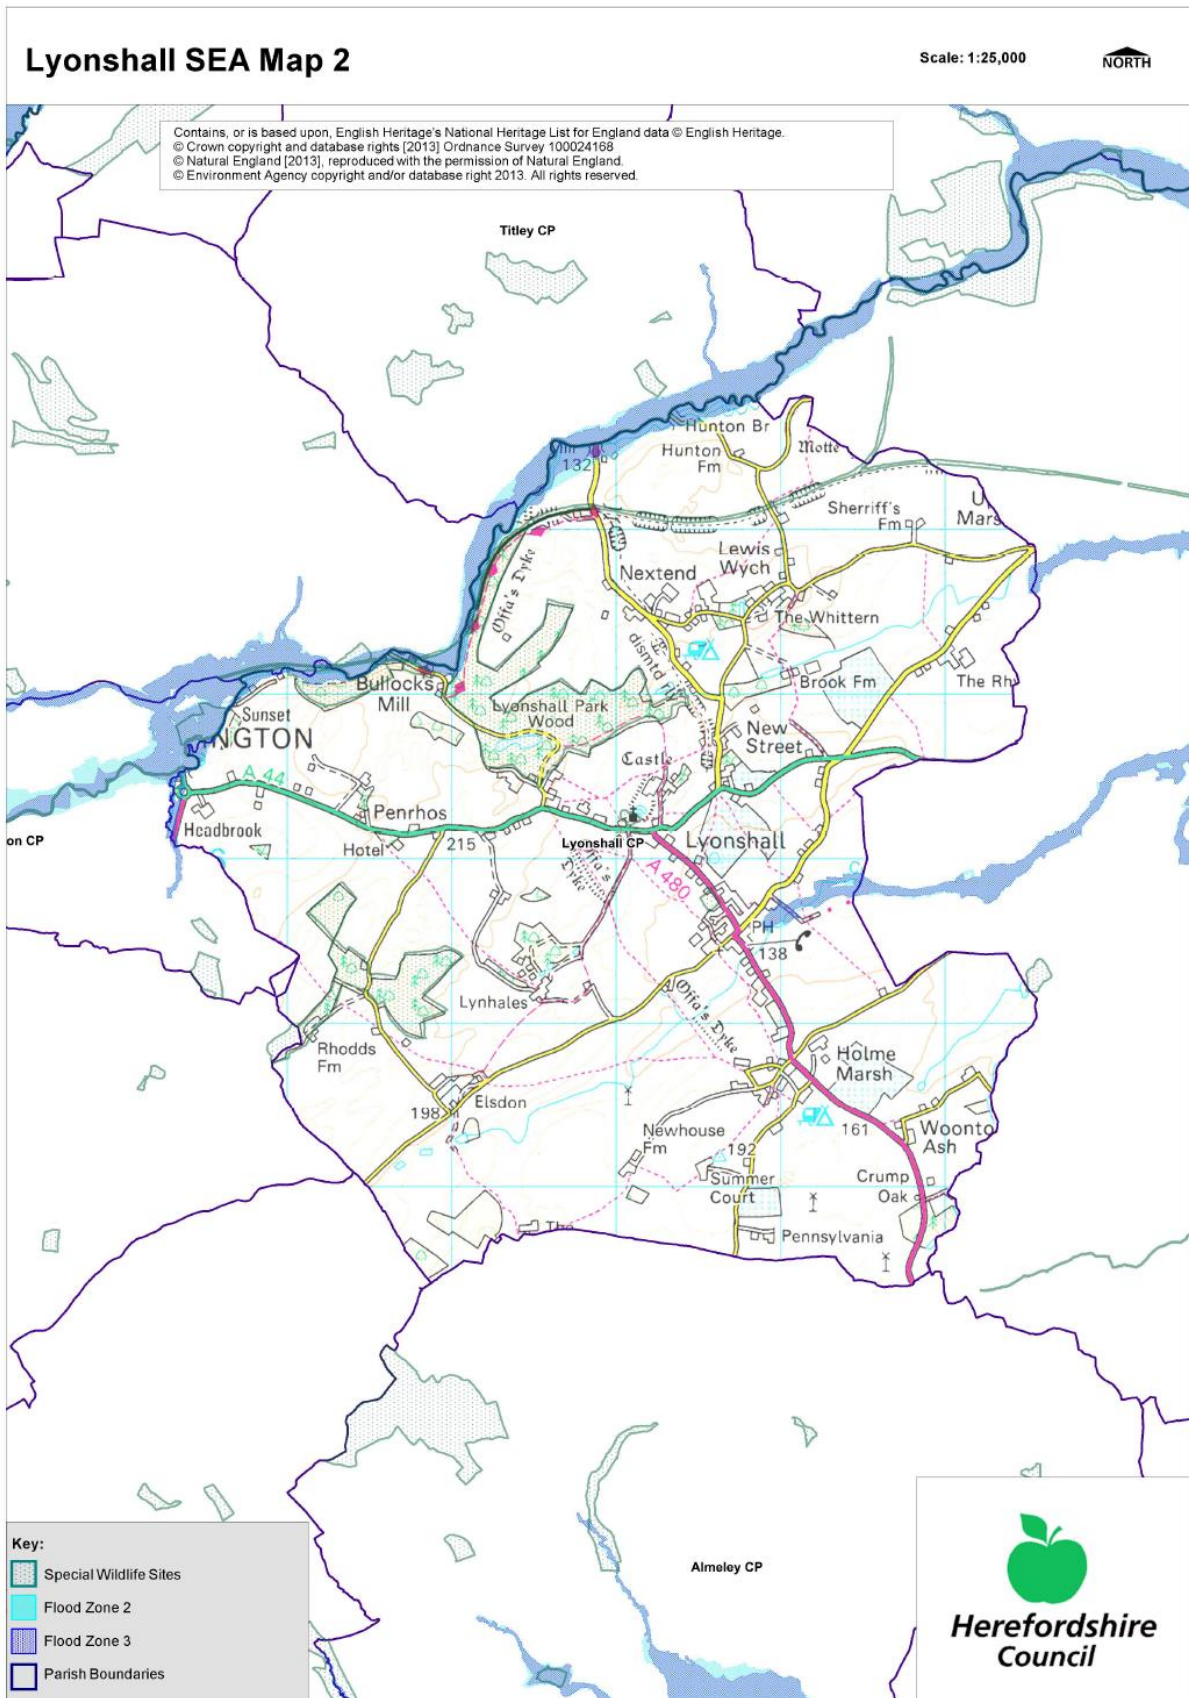 Lyonshall SEA Map 2
Scale: 1:25,000
NORTH
Contains, or is based upon, English Heritage's National Heritage List for England data © English Heritage.
© Crown copyright and database rights [2013] Ordnance Survey 100024168
© Natural England [2013], reproduced with the permission of Natural England.
© Environment Agency copyright and/or database right 2013. All rights reserved.
Titley CP
Hunton Br
Hunton
Fm
Motte
132
Sherriff's
Fm
U
Mars
Lewis
Wych
Offa's Dyke
Nextend
The Whittern
dismtd rly
Bullocks
Mill
Brook Fm
The Rh
Lyonshall Park
Wood
Sunset
NGTON
New
Street
Castle
A 44
Penrhos
Headbrook
on CP
Hotel
215
Lyonshall CP
Lyonshall
Offa's
Dyke
A 480
PH
138
Lynhales
Offa's Dyke
Rhodds
Fm
Holme
Marsh
Elsdon
198
161
Woonto
Ash
Newhouse
Fm
192
Summer
Court
Crump
Oak
The
Pennsylvania
Almeley CP
Key:
Special Wildlife Sites
Flood Zone 2
Flood Zone 3
Parish Boundaries
Herefordshire
Council